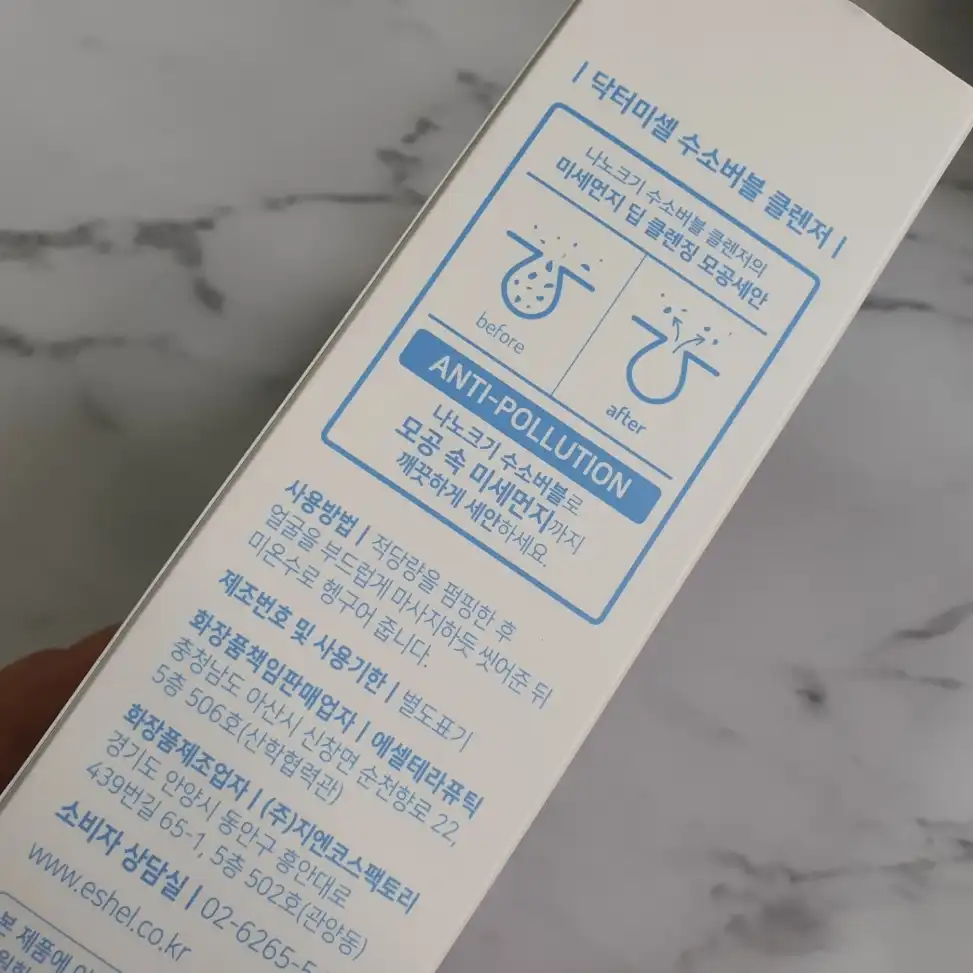 | 닥터미셀 수소버블 클렌저 |
나노크기 수소버블 클렌저의
미세먼지 딥 클렌징 모공세안
before
after
ANTI-POLLUTION
나노크기 수소버블로
모공 속 미세먼지까지
깨끗하게 세안하세요.
사용방법 | 적당량을 펌핑한 후
얼굴을 부드럽게 마사지하듯 씻어준 뒤
미온수로 헹구어 줍니다.
제조번호 및 사용기한 | 별도표기
화장품책임판매업자 | 에셀테라퓨틱
충청남도 아산시 신창면 순천향로 22,
5층 506호(산학협력관)
화장품제조업자 | (주)지엔코스팩토리
경기도 안양시 동안구 흥안대로
439번길 65-1, 5층 502호(관양동)
소비자 상담실 | 02-6265-5
www.eshel.co.kr
본 제품에